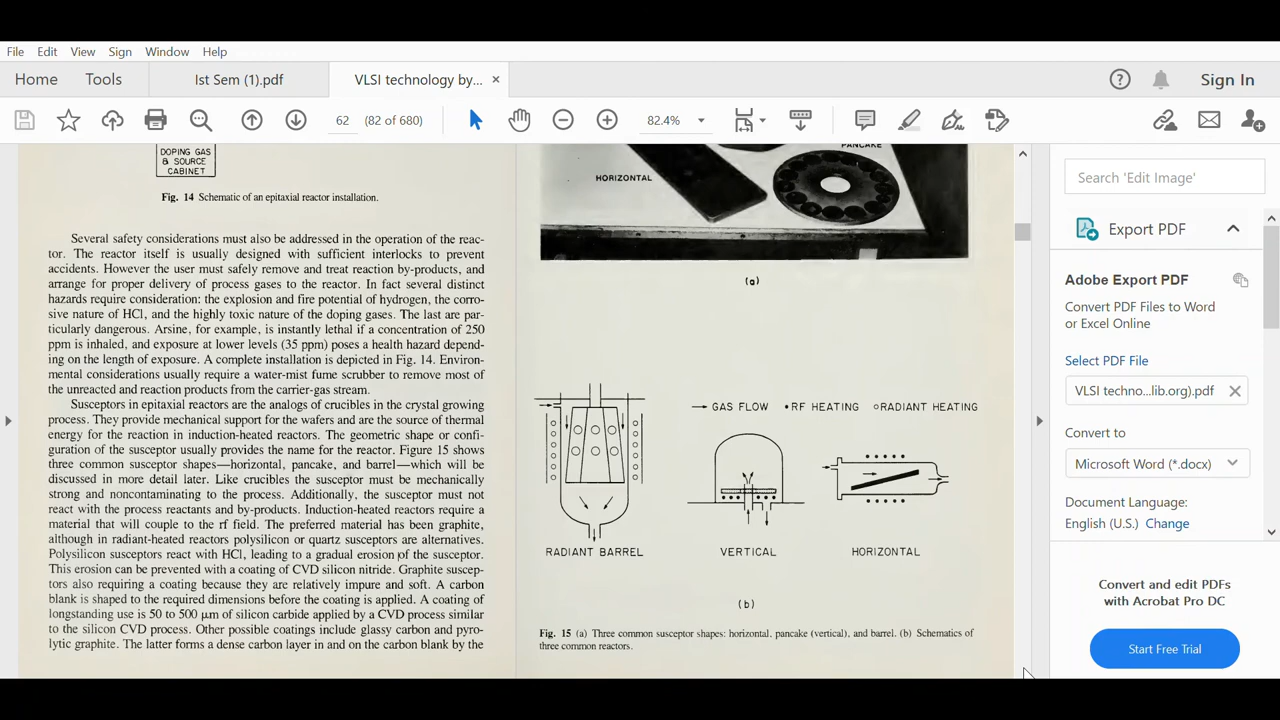 File Edit View Sign Window Help
Home Tools Ist Sem (1).pdf VLSI technology by... × Sign In
62 (82 of 680) 82.4%
DOPING GAS
& SOURCE
CABINET
Fig. 14 Schematic of an epitaxial reactor installation.
Several safety considerations must also be addressed in the operation of the reac-
tor. The reactor itself is usually designed with sufficient interlocks to prevent
accidents. However the user must safely remove and treat reaction by-products, and
arrange for proper delivery of process gases to the reactor. In fact several distinct
hazards require consideration: the explosion and fire potential of hydrogen, the corro-
sive nature of HCl, and the highly toxic nature of the doping gases. The last are par-
ticularly dangerous. Arsine, for example, is instantly lethal if a concentration of 250
ppm is inhaled, and exposure at lower levels (35 ppm) poses a health hazard depend-
ing on the length of exposure. A complete installation is depicted in Fig. 14. Environ-
mental considerations usually require a water-mist fume scrubber to remove most of
the unreacted and reaction products from the carrier-gas stream.
Susceptors in epitaxial reactors are the analogs of crucibles in the crystal growing
process. They provide mechanical support for the wafers and are the source of thermal
energy for the reaction in induction-heated reactors. The geometric shape or confi-
guration of the susceptor usually provides the name for the reactor. Figure 15 shows
three common susceptor shapes—horizontal, pancake, and barrel—which will be
discussed in more detail later. Like crucibles the susceptor must be mechanically
strong and noncontaminating to the process. Additionally, the susceptor must not
react with the process reactants and by-products. Induction-heated reactors require a
material that will couple to the rf field. The preferred material has been graphite,
although in radiant-heated reactors polysilicon or quartz susceptors are alternatives.
Polysilicon susceptors react with HCl, leading to a gradual erosion of the susceptor.
This erosion can be prevented with a coating of CVD silicon nitride. Graphite suscep-
tors also requiring a coating because they are relatively impure and soft. A carbon
blank is shaped to the required dimensions before the coating is applied. A coating of
longstanding use is 50 to 500 μm of silicon carbide applied by a CVD process similar
to the silicon CVD process. Other possible coatings include glassy carbon and pyro-
lytic graphite. The latter forms a dense carbon layer in and on the carbon blank by the
PANCAKE
HORIZONTAL
(a)
GAS FLOW RF HEATING RADIANT HEATING
RADIANT BARREL VERTICAL HORIZONTAL
(b)
Fig. 15 (a) Three common susceptor shapes: horizontal, pancake (vertical), and barrel. (b) Schematics of
three common reactors.
Search 'Edit Image'
Export PDF
Adobe Export PDF
Convert PDF Files to Word
or Excel Online
Select PDF File
VLSI techno...lib.org).pdf
Convert to
Microsoft Word (*.docx)
Document Language:
English (U.S.) Change
Convert and edit PDFs
with Acrobat Pro DC
Start Free Trial